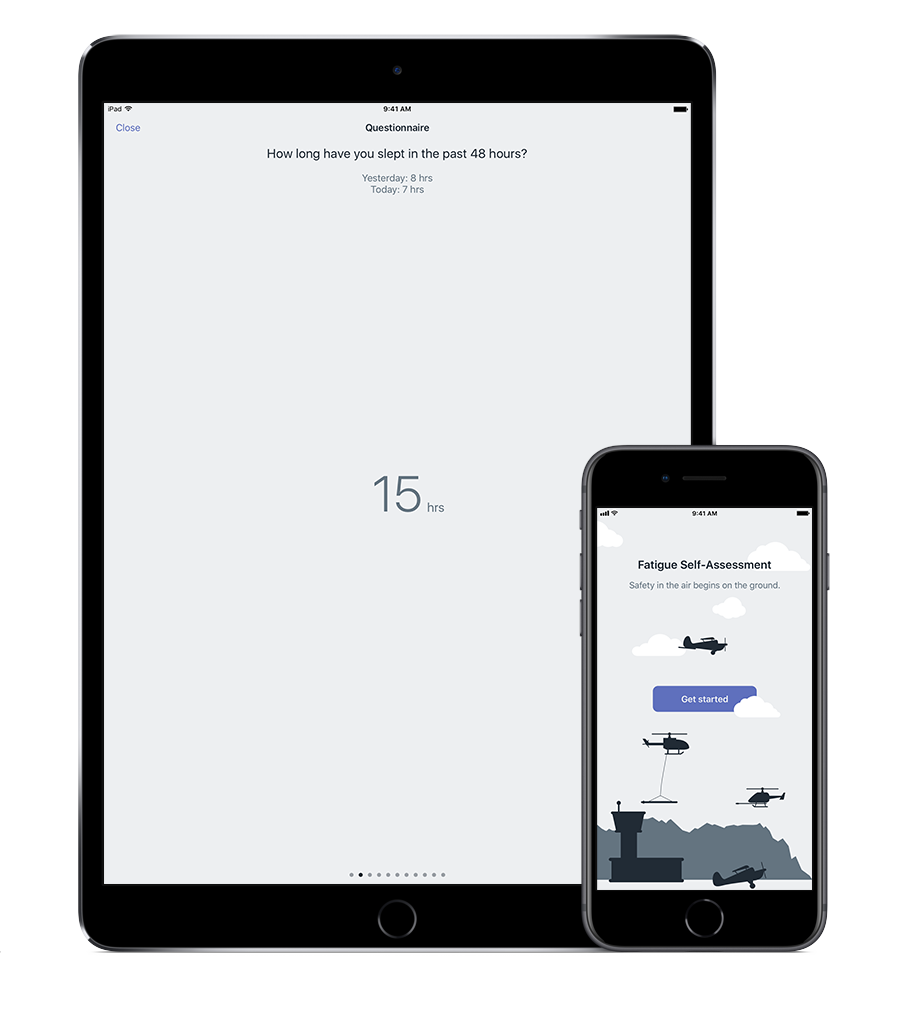 iPad 9:41 AM
Close Questionnaire
How long have you slept in the past 48 hours?
Yesterday: 8 hrs
Today: 7 hrs
15 hrs
9:41 AM
Fatigue Self-Assessment
Safety in the air begins on the ground.
Get started